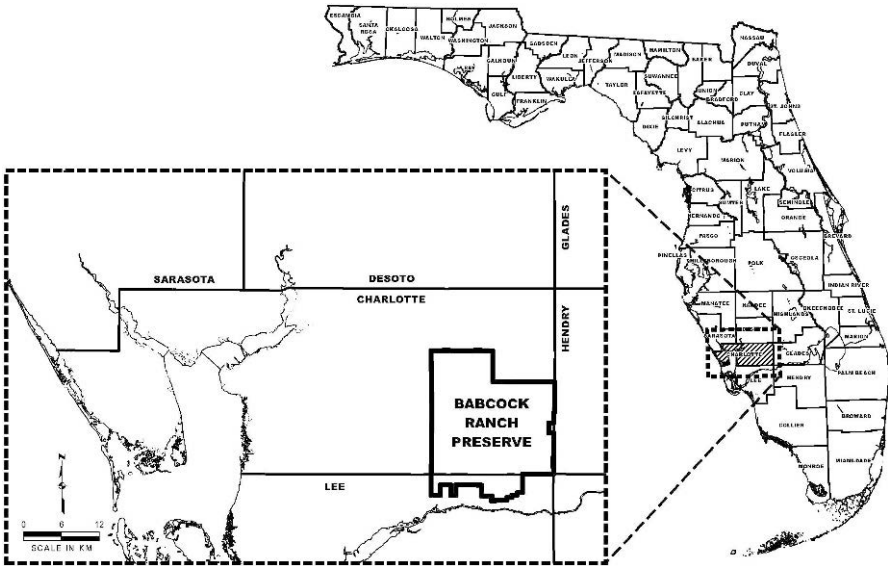 ESCAMBIA
SANTA
ROSA
OKALOOSA
WALTON
HOLMES
WASHINGTON
JACKSON
CALHOUN
GULF
LIBERTY
FRANKLIN
GADSDEN
LEON
WAKULLA
JEFFERSON
MADISON
TAYLOR
HAMILTON
SUWANNEE
LAFAYETTE
DIXIE
GILCHRIST
BAKER
UNION
BRADFORD
ALACHUA
NASSAU
DUVAL
CLAY
ST. JOHNS
PUTNAM
FLAGLER
LEVY
MARION
VOLUSIA
CITRUS
LAKE
SUMTER
SEMINOLE
HERNANDO
ORANGE
PASCO
BREVARD
PINELLAS
HILLSBOROUGH
POLK
OSCEOLA
INDIAN RIVER
MANATEE
HARDEE
HIGHLANDS
OKEECHOBEE
ST. LUCIE
SARASOTA
MARTIN
CHARLOTTE
GLADES
LEE
HENDRY
PALM BEACH
COLLIER
BROWARD
MONROE
MIAMI-DADE
SARASOTA
DESOTO
CHARLOTTE
GLADES
HENDRY
BABCOCK
RANCH
PRESERVE
LEE
N
0 6 12
SCALE IN KM